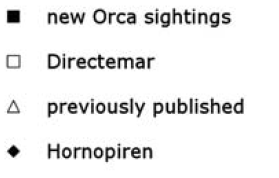 new Orca sightings
Directemar
previously published
Hornopiren